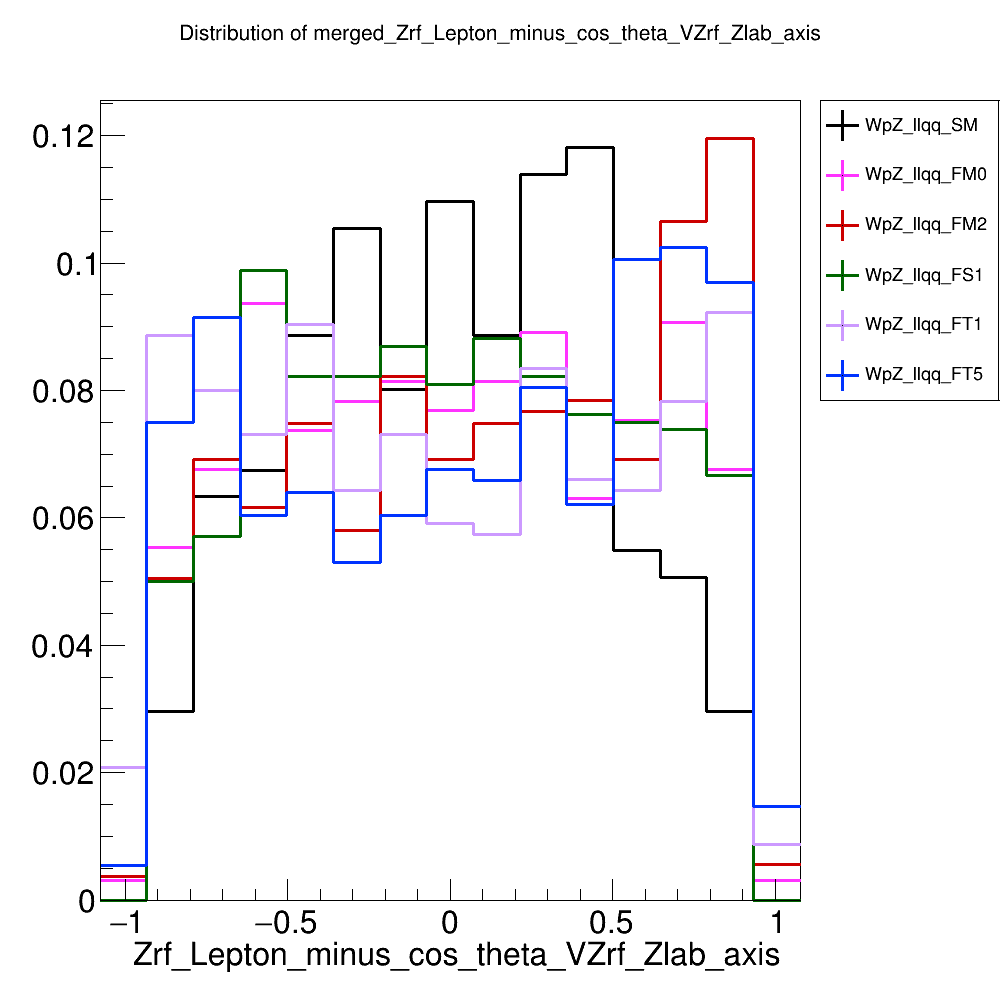 Distribution of merged_Zrf_Lepton_minus_cos_theta_VZrf_Zlab_axis
WpZ_llqq_SM
WpZ_llqq_FM0
WpZ_llqq_FM2
WpZ_llqq_FS1
WpZ_llqq_FT1
WpZ_llqq_FT5
0.12
0.1
0.08
0.06
0.04
0.02
0
−1 −0.5 0 0.5 1
Zrf_Lepton_minus_cos_theta_VZrf_Zlab_axis